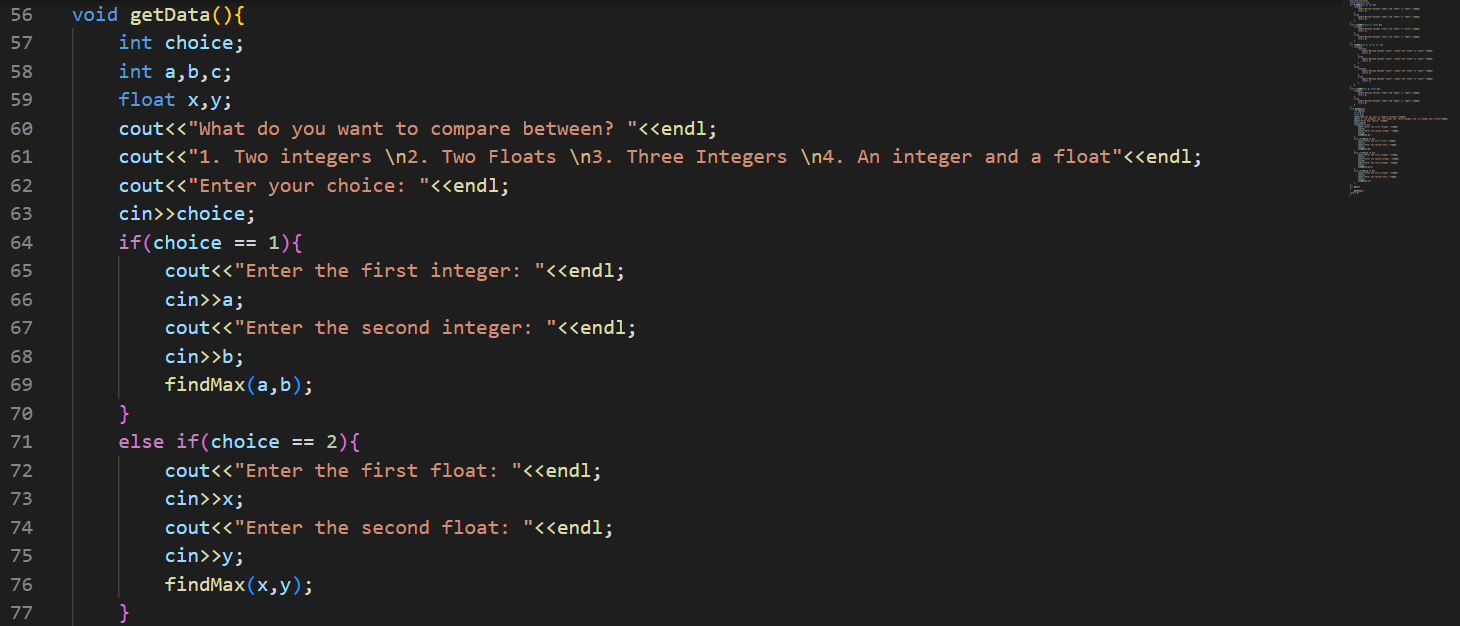 56 void getData(){
57 int choice;
58 int a,b,c;
59 float x,y;
60 cout<<"What do you want to compare between? "<<endl;
61 cout<<"1. Two integers \n2. Two Floats \n3. Three Integers \n4. An integer and a float"<<endl;
62 cout<<"Enter your choice: "<<endl;
63 cin>>choice;
64 if(choice == 1){
65 cout<<"Enter the first integer: "<<endl;
66 cin>>a;
67 cout<<"Enter the second integer: "<<endl;
68 cin>>b;
69 findMax(a,b);
70 }
71 else if(choice == 2){
72 cout<<"Enter the first float: "<<endl;
73 cin>>x;
74 cout<<"Enter the second float: "<<endl;
75 cin>>y;
76 findMax(x,y);
77 }